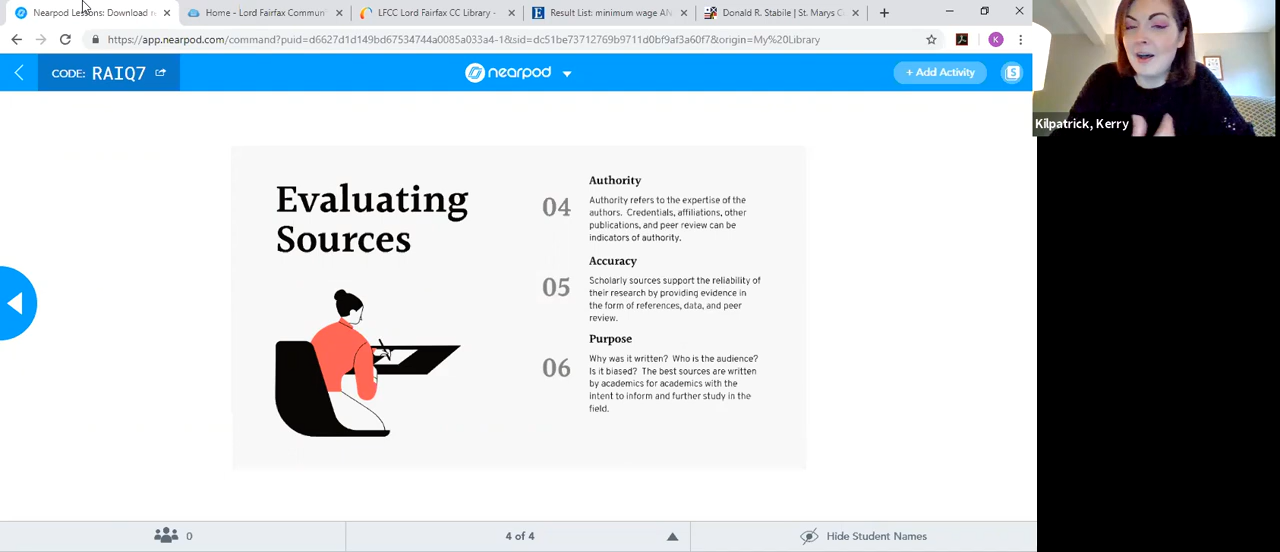 Nearpod Lessons: Download r
Home - Lord Fairfax Commun
LFCC Lord Fairfax CC Library -
Result List: minimum wage AN
Donald R. Stabile | St. Marys C
https://app.nearpod.com/command?puid=d6627d1d149bd67534744a0085a033a4-1&sid=dc51be73712769b9711d0bf9af3a60f7&origin=My%20Library
K
CODE: RAIQ7
nearpod
+ Add Activity
S
Kilpatrick, Kerry
Evaluating
Sources
04
Authority
Authority refers to the expertise of the
authors. Credentials, affiliations, other
publications, and peer review can be
indicators of authority.
05
Accuracy
Scholarly sources support the reliability of
their research by providing evidence in
the form of references, data, and peer
review.
06
Purpose
Why was it written? Who is the audience?
Is it biased? The best sources are written
by academics for academics with the
intent to inform and further study in the
field.
0
4 of 4
Hide Student Names